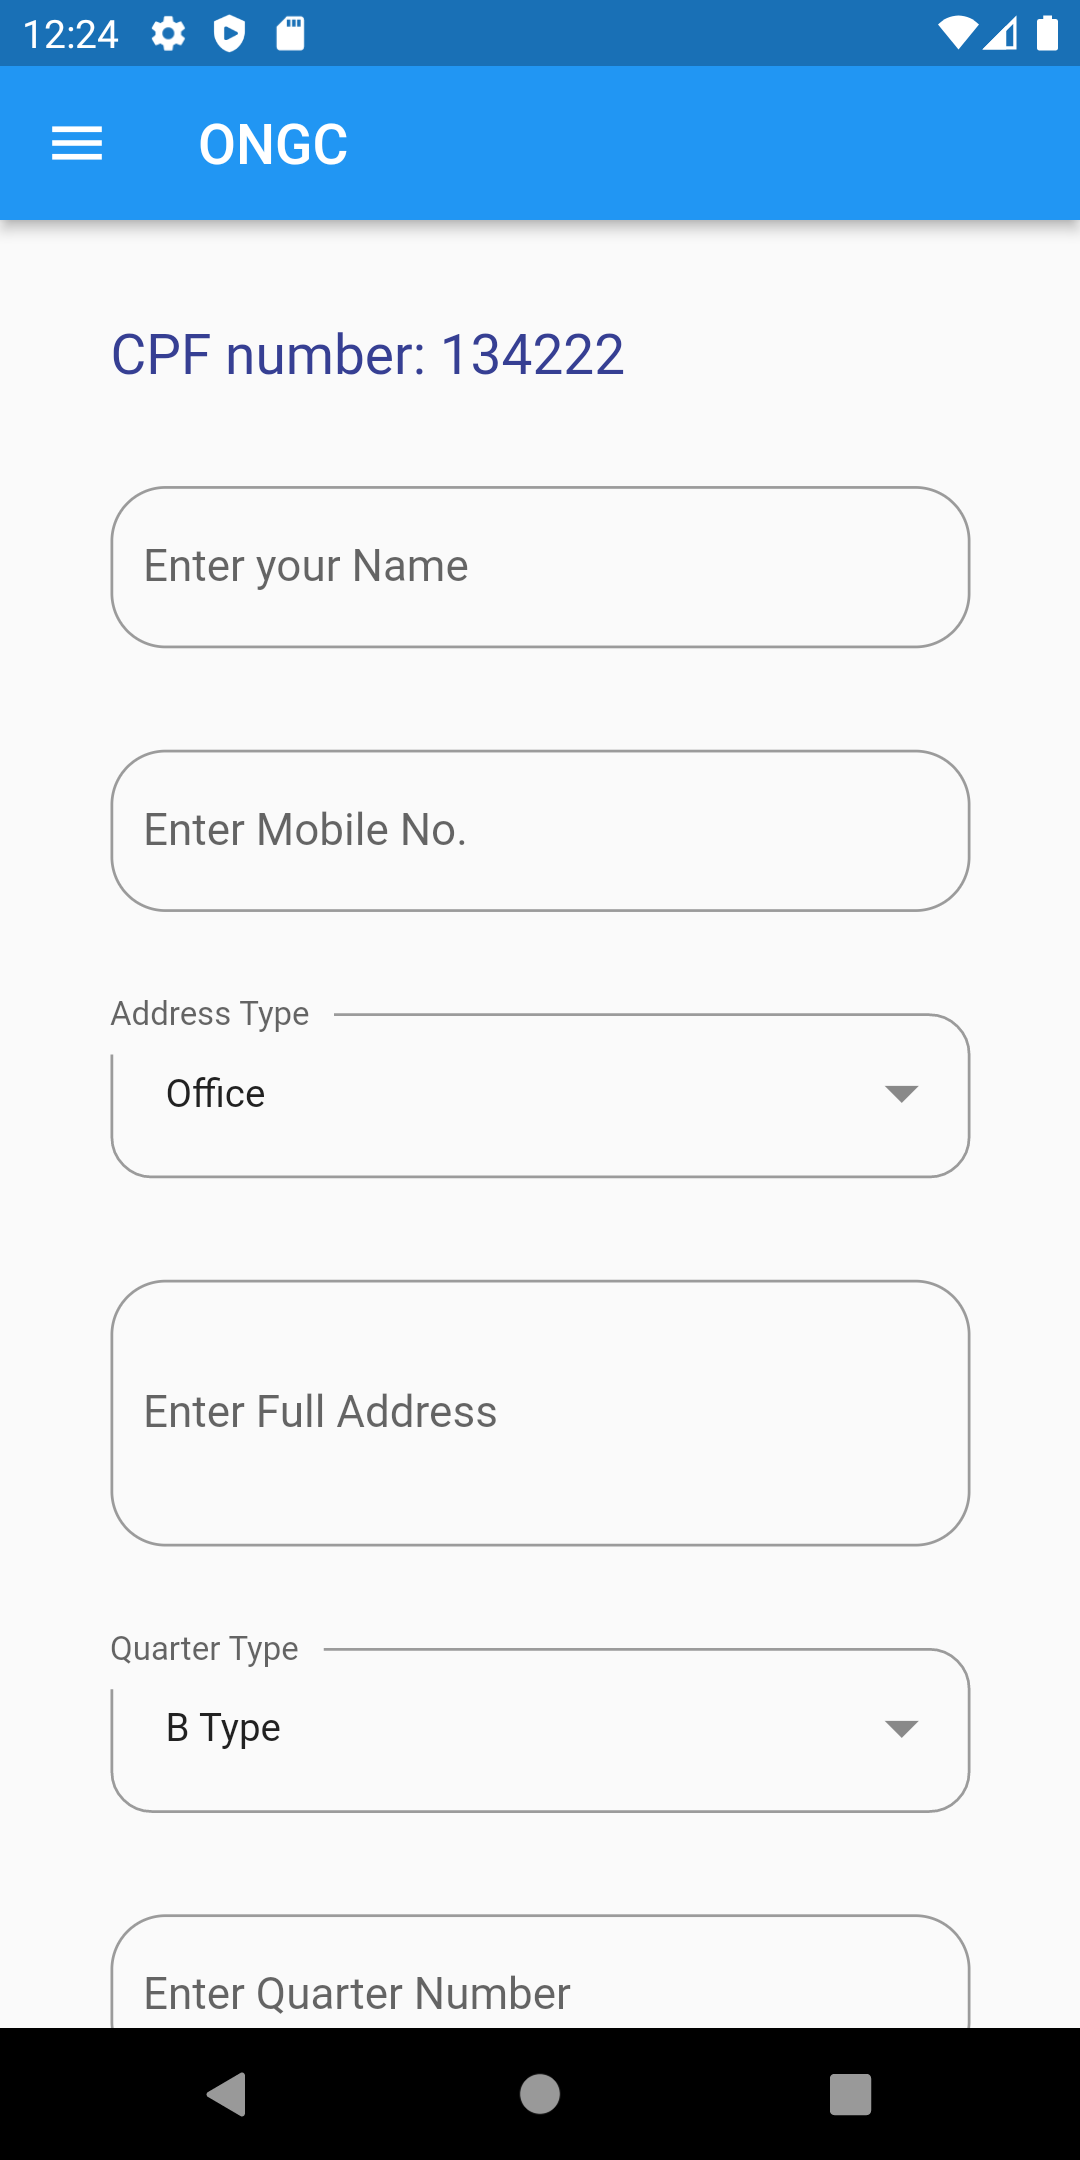 12:24
ONGC
CPF number: 134222
Enter your Name
Enter Mobile No.
Address Type
Office
Enter Full Address
Quarter Type
B Type
Enter Quarter Number